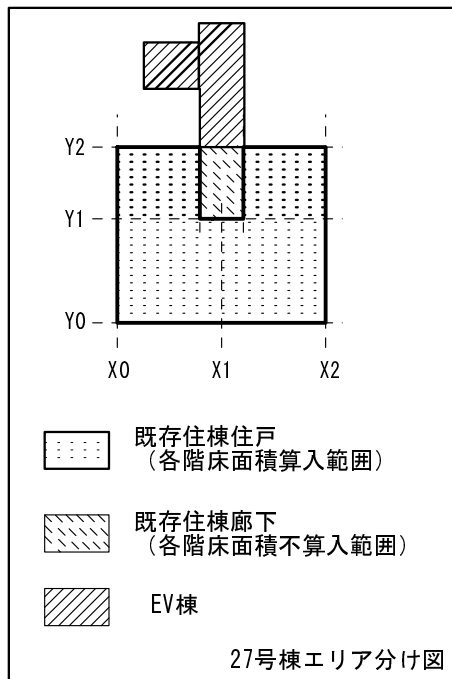 Y2
Y1
Y0
X0 X1 X2
既存住棟住戸
(各階床面積算入範囲)
既存住棟廊下
(各階床面積不算入範囲)
EV棟
27号棟エリア分け図